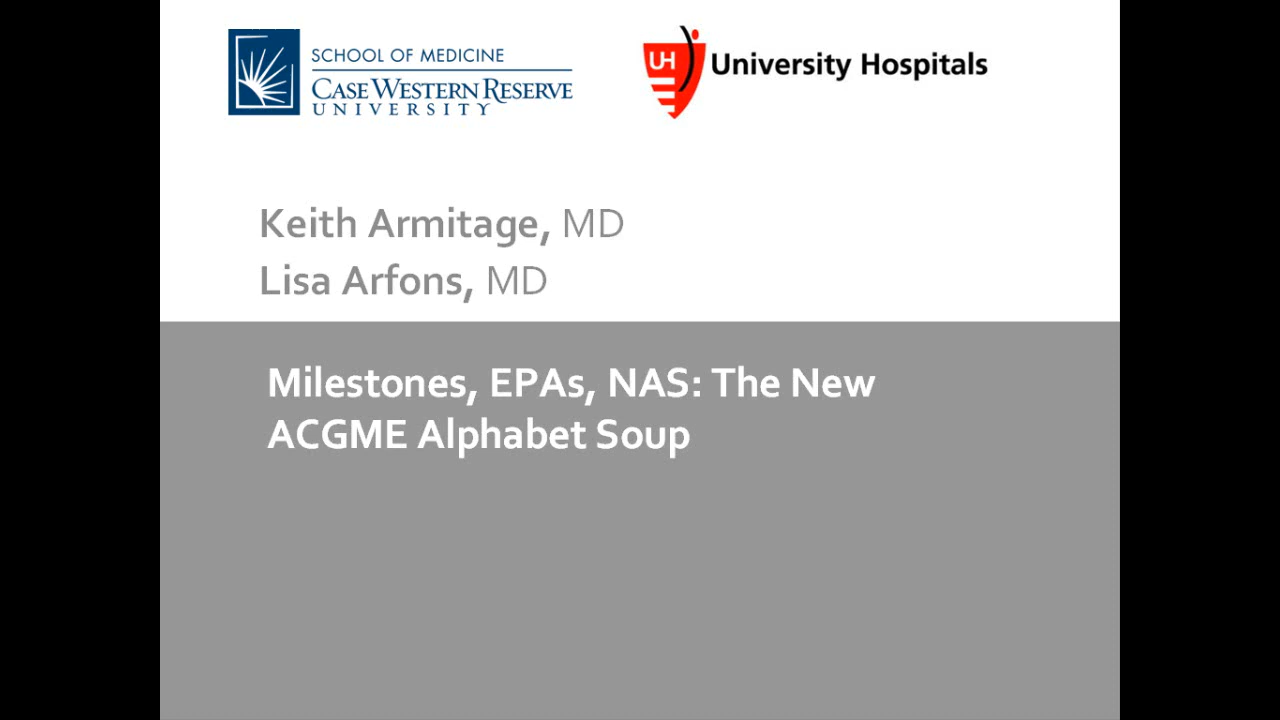 SCHOOL OF MEDICINE
CASE WESTERN RESERVE
UNIVERSITY
UH University Hospitals
Keith Armitage, MD
Lisa Arfons, MD
Milestones, EPAs, NAS: The New
ACGME Alphabet Soup